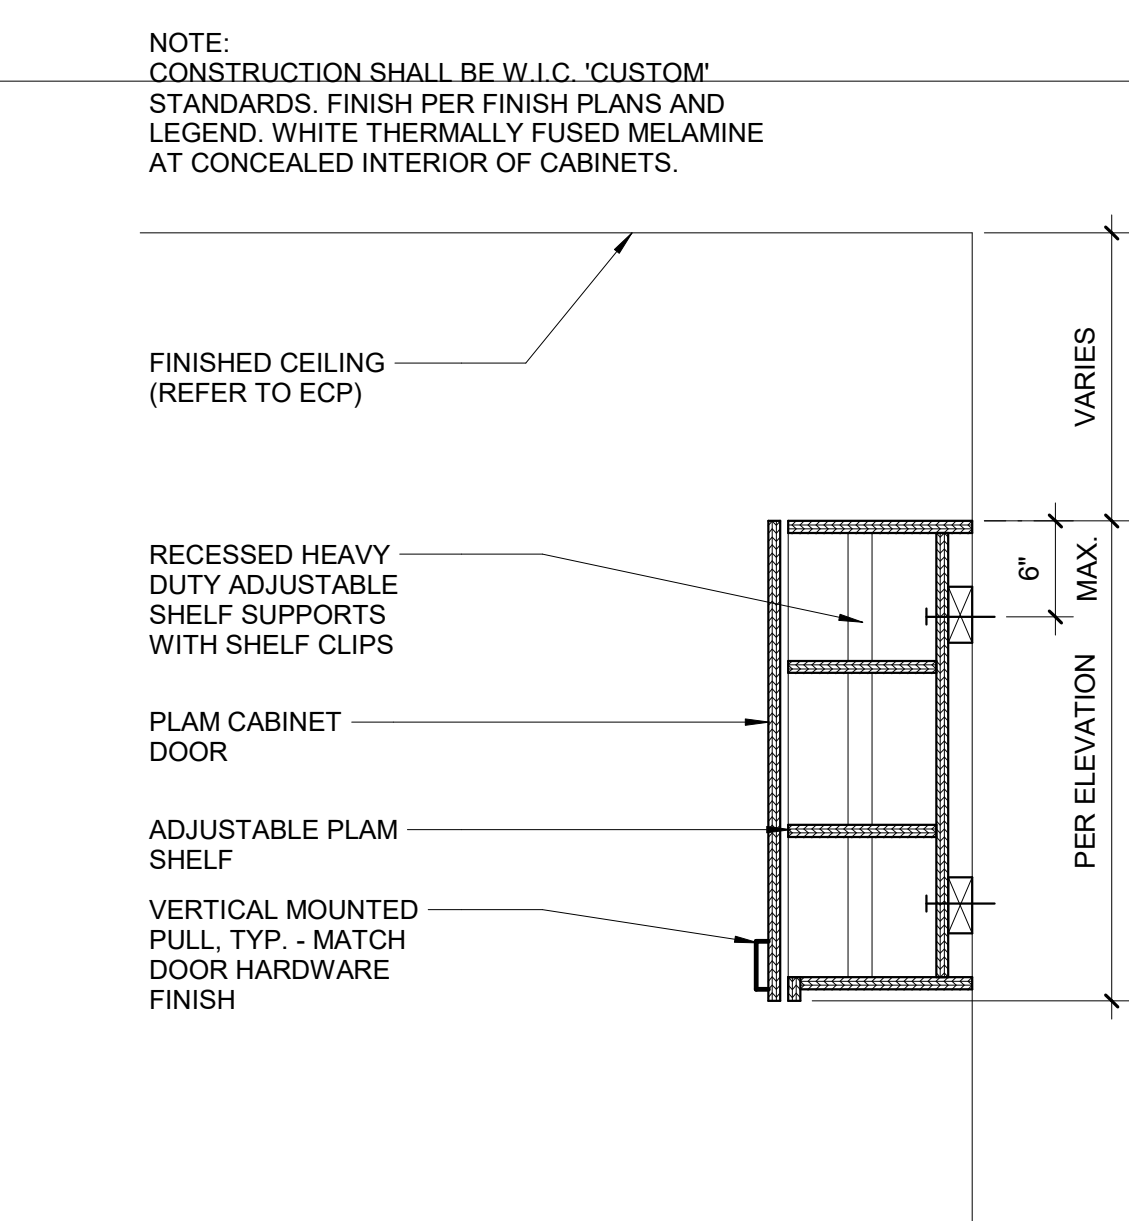 NOTE:
CONSTRUCTION SHALL BE W.I.C. 'CUSTOM'
STANDARDS. FINISH PER FINISH PLANS AND
LEGEND. WHITE THERMALLY FUSED MELAMINE
AT CONCEALED INTERIOR OF CABINETS.
FINISHED CEILING
(REFER TO ECP)
VARIES
RECESSED HEAVY
DUTY ADJUSTABLE
SHELF SUPPORTS
WITH SHELF CLIPS
6"
MAX.
PLAM CABINET
DOOR
PER ELEVATION
ADJUSTABLE PLAM
SHELF
VERTICAL MOUNTED
PULL, TYP. - MATCH
DOOR HARDWARE
FINISH